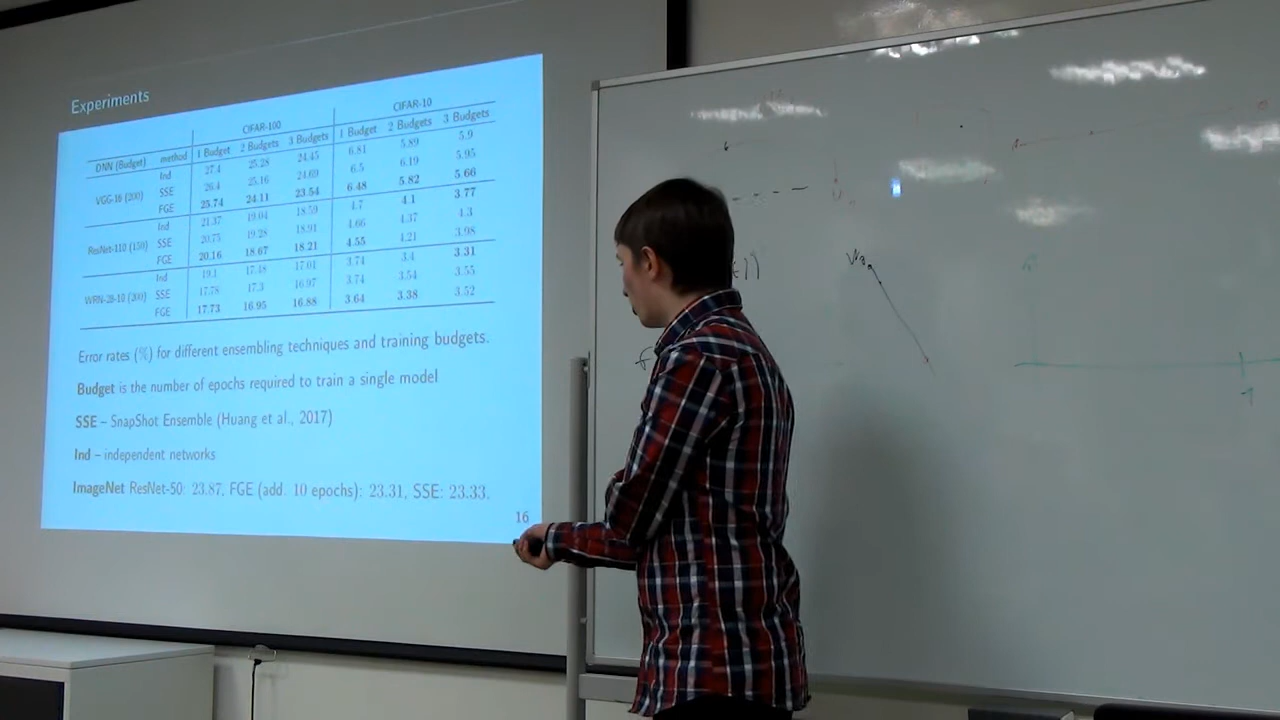 Experiments
CIFAR-100 CIFAR-10
DNN (Budget) method 1 Budget 2 Budgets 3 Budgets 1 Budget 2 Budgets 3 Budgets
Ind 27.4 25.28 24.45 6.81 5.89 5.9
VGG-16 (200) SSE 26.4 25.16 24.69 6.5 6.19 5.95
FGE 25.74 24.11 23.54 6.48 5.82 5.66
Ind 21.37 19.04 18.59 4.7 4.1 3.77
ResNet-110 (150) SSE 20.75 19.28 18.91 4.66 4.37 4.3
FGE 20.16 18.67 18.21 4.55 4.21 3.98
Ind 19.1 17.48 17.01 3.74 3.4 3.31
WRN-28-10 (200) SSE 17.78 17.3 16.97 3.74 3.54 3.55
FGE 17.73 16.95 16.88 3.64 3.38 3.52
Error rates (%) for different ensembling techniques and training budgets.
Budget is the number of epochs required to train a single model
SSE – SnapShot Ensemble (Huang et al., 2017)
Ind – independent networks
ImageNet ResNet-50: 23.87, FGE (add. 10 epochs): 23.31, SSE: 23.33.
16
1